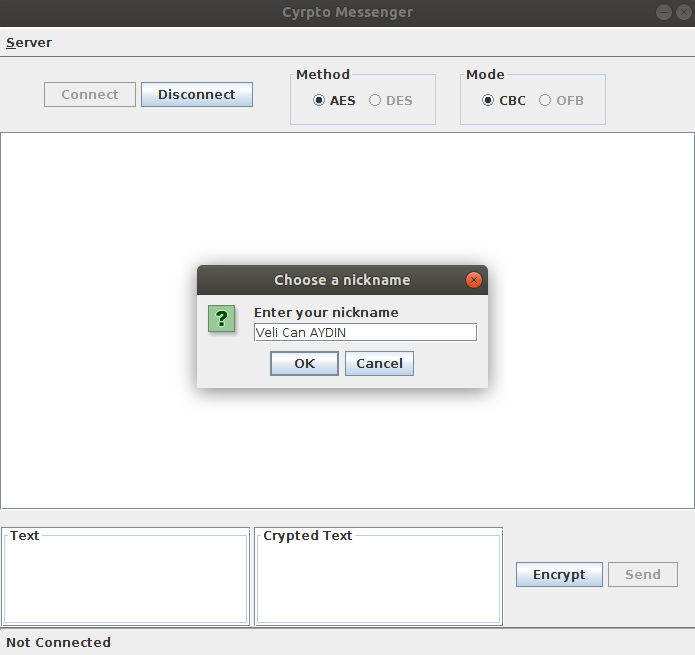 Cyrpto Messenger
Server
Connect Disconnect
Method
AES DES
Mode
CBC OFB
Choose a nickname
?
Enter your nickname
Veli Can AYDIN
OK Cancel
Text
Crypted Text
Encrypt Send
Not Connected